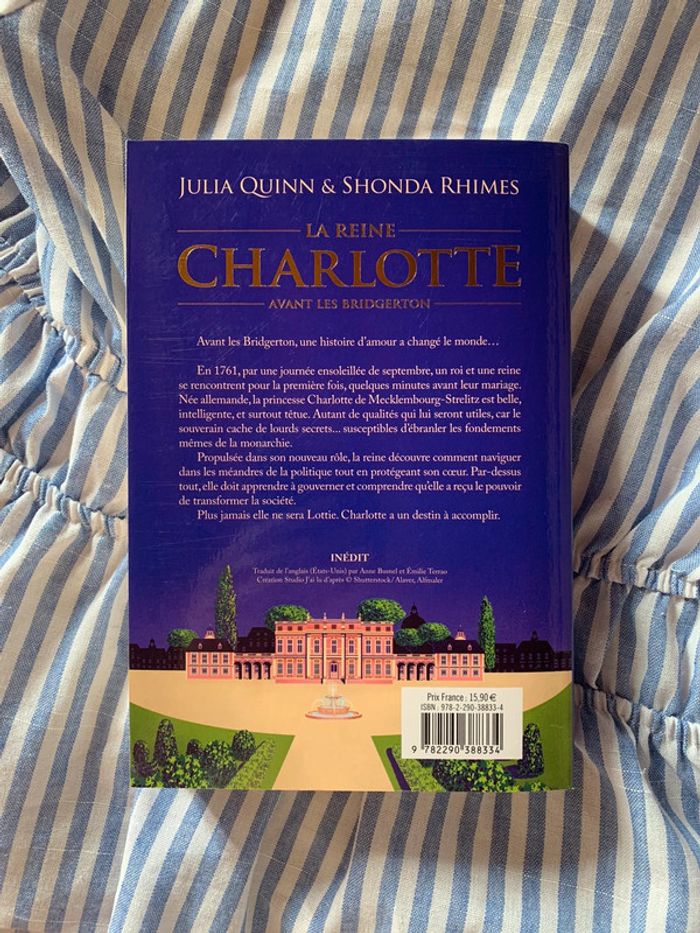 JULIA QUINN & SHONDA RHIMES
LA REINE
CHARLOTTE
AVANT LES BRIDGERTON
Avant les Bridgerton, une histoire d'amour a changé le monde…
En 1761, par une journée ensoleillée de septembre, un roi et une reine
se rencontrent pour la première fois, quelques minutes avant leur mariage.
Née allemande, la princesse Charlotte de Mecklembourg-Strelitz est belle,
intelligente, et surtout têtue. Autant de qualités qui lui seront utiles, car le
souverain cache de lourds secrets... susceptibles d'ébranler les fondements
mêmes de la monarchie.
Propulsée dans son nouveau rôle, la reine découvre comment naviguer
dans les méandres de la politique tout en protégeant son cœur. Par-dessus
tout, elle doit apprendre à gouverner et comprendre qu'elle a reçu le pouvoir
de transformer la société.
Plus jamais elle ne sera Lottie. Charlotte a un destin à accomplir.
INÉDIT
Traduit de l'anglais (États-Unis) par Anne Busnel et Émilie Terrao
Création Studio J'ai lu d'après © Shutterstock/Alaver, Alfmaler
Prix France : 15,90 €
ISBN : 978-2-290-38833-4
9 782290 388334